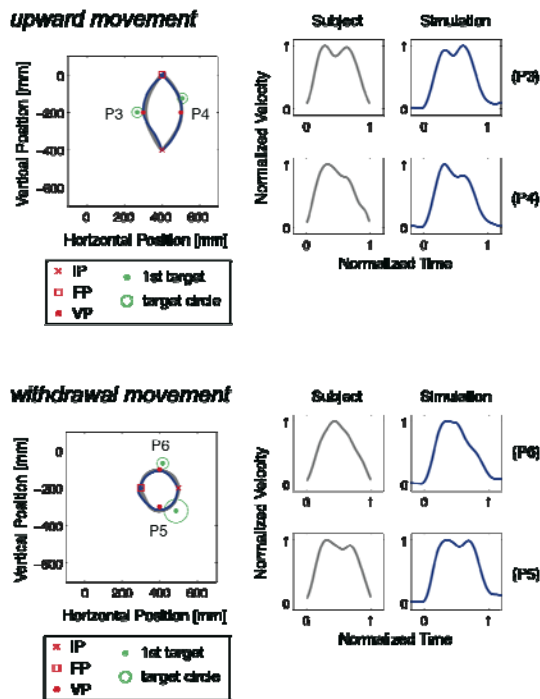 upward movement
Subject
Simulation
Vertical Position [mm]
0
-200
-400
-600
P3
P4
0 200 400 600
Horizontal Position [mm]
IP
FP
VP
1st target
target circle
Normalized Velocity
1
0
0 1
(P3)
1
0
0 1
(P4)
Normalized Time
withdrawal movement
Subject
Simulation
Vertical Position [mm]
0
-200
-400
-600
P6
P5
0 200 400 600
Horizontal Position [mm]
IP
FP
VP
1st target
target circle
Normalized Velocity
1
0
0 1
(P6)
1
0
0 1
(P5)
Normalized Time